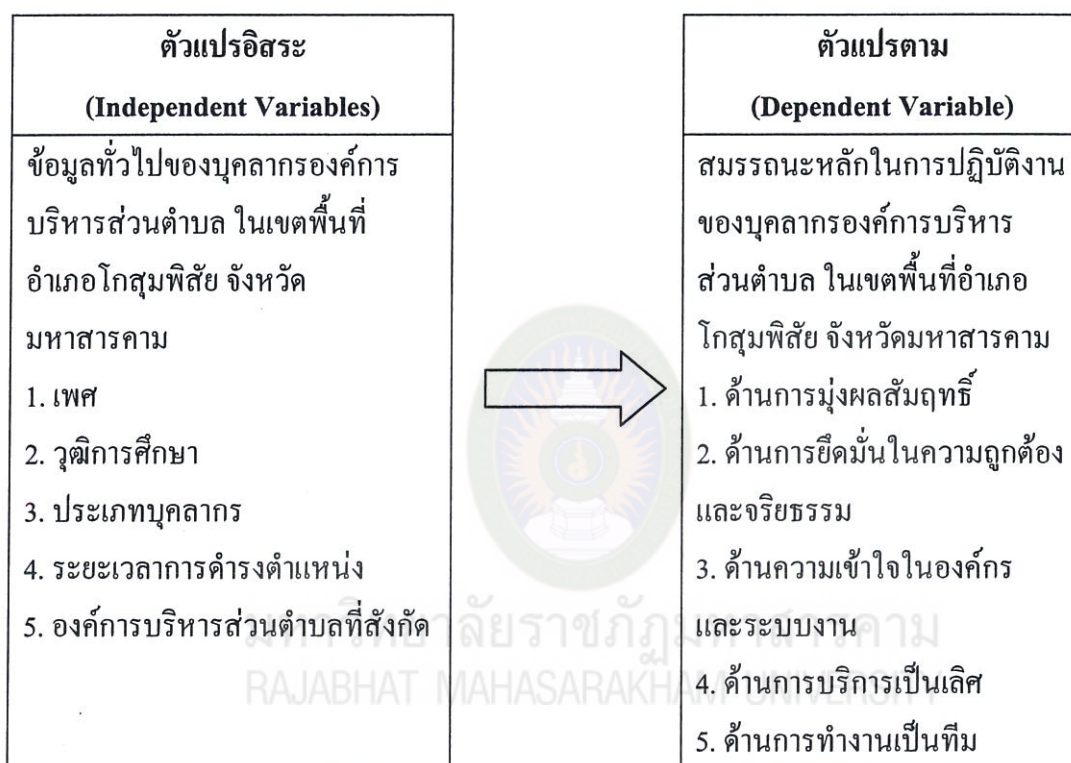 ตัวแปรอิสระ
(Independent Variables)
ข้อมูลทั่วไปของบุคลากรองค์การ
บริหารส่วนตำบล ในเขตพื้นที่
อำเภอโกสุมพิสัย จังหวัด
มหาสารคาม
1. เพศ
2. วุฒิการศึกษา
3. ประเภทบุคลากร
4. ระยะเวลาการดำรงตำแหน่ง
5. องค์การบริหารส่วนตำบลที่สังกัด
ตัวแปรตาม
(Dependent Variable)
สมรรถนะหลักในการปฏิบัติงาน
ของบุคลากรองค์การบริหาร
ส่วนตำบล ในเขตพื้นที่อำเภอ
โกสุมพิสัย จังหวัดมหาสารคาม
1. ด้านการมุ่งผลสัมฤทธิ์
2. ด้านการยึดมั่นในความถูกต้อง
และจริยธรรม
3. ด้านความเข้าใจในองค์กร
และระบบงาน
4. ด้านการบริการเป็นเลิศ
5. ด้านการทำงานเป็นทีม
มหาวิทยาลัยราชภัฏมหาสารคาม
RAJABHAT MAHASARAKHAM UNIVERSITY